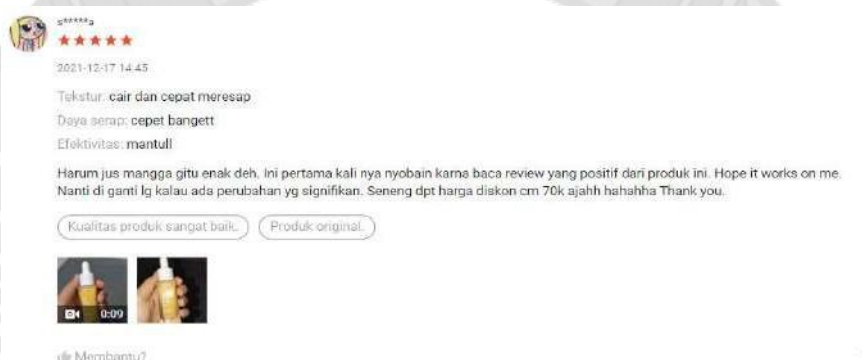 s*****a
2021-12-17 14:45
Tekstur: cair dan cepat meresap
Daya serap: cepet bangett
Efektivitas: mantull
Harum jus mangga gitu enak deh. Ini pertama kali nya nyobain karna baca review yang positif dari produk ini. Hope it works on me.
Nanti di ganti lg kalau ada perubahan yg signifikan. Seneng dpt harga diskon cm 70k ajahh hahahha Thank you.
Kualitas produk sangat baik. Produk original.
0:09
Membantu?